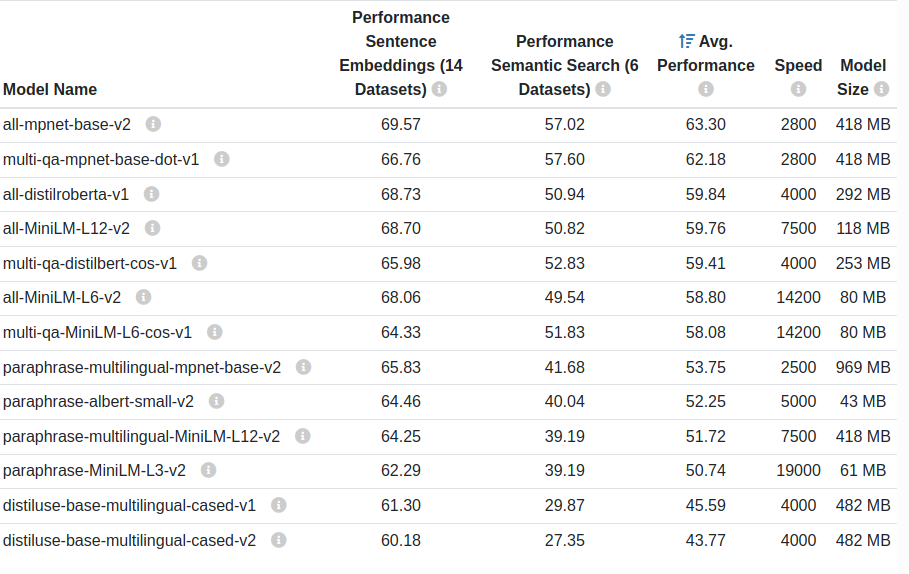 Model Name Performance Sentence Embeddings (14 Datasets) Performance Semantic Search (6 Datasets) Avg. Performance Speed Model Size
all-mpnet-base-v2 69.57 57.02 63.30 2800 418 MB
multi-qa-mpnet-base-dot-v1 66.76 57.60 62.18 2800 418 MB
all-distilroberta-v1 68.73 50.94 59.84 4000 292 MB
all-MiniLM-L12-v2 68.70 50.82 59.76 7500 118 MB
multi-qa-distilbert-cos-v1 65.98 52.83 59.41 4000 253 MB
all-MiniLM-L6-v2 68.06 49.54 58.80 14200 80 MB
multi-qa-MiniLM-L6-cos-v1 64.33 51.83 58.08 14200 80 MB
paraphrase-multilingual-mpnet-base-v2 65.83 41.68 53.75 2500 969 MB
paraphrase-albert-small-v2 64.46 40.04 52.25 5000 43 MB
paraphrase-multilingual-MiniLM-L12-v2 64.25 39.19 51.72 7500 418 MB
paraphrase-MiniLM-L3-v2 62.29 39.19 50.74 19000 61 MB
distiluse-base-multilingual-cased-v1 61.30 29.87 45.59 4000 482 MB
distiluse-base-multilingual-cased-v2 60.18 27.35 43.77 4000 482 MB